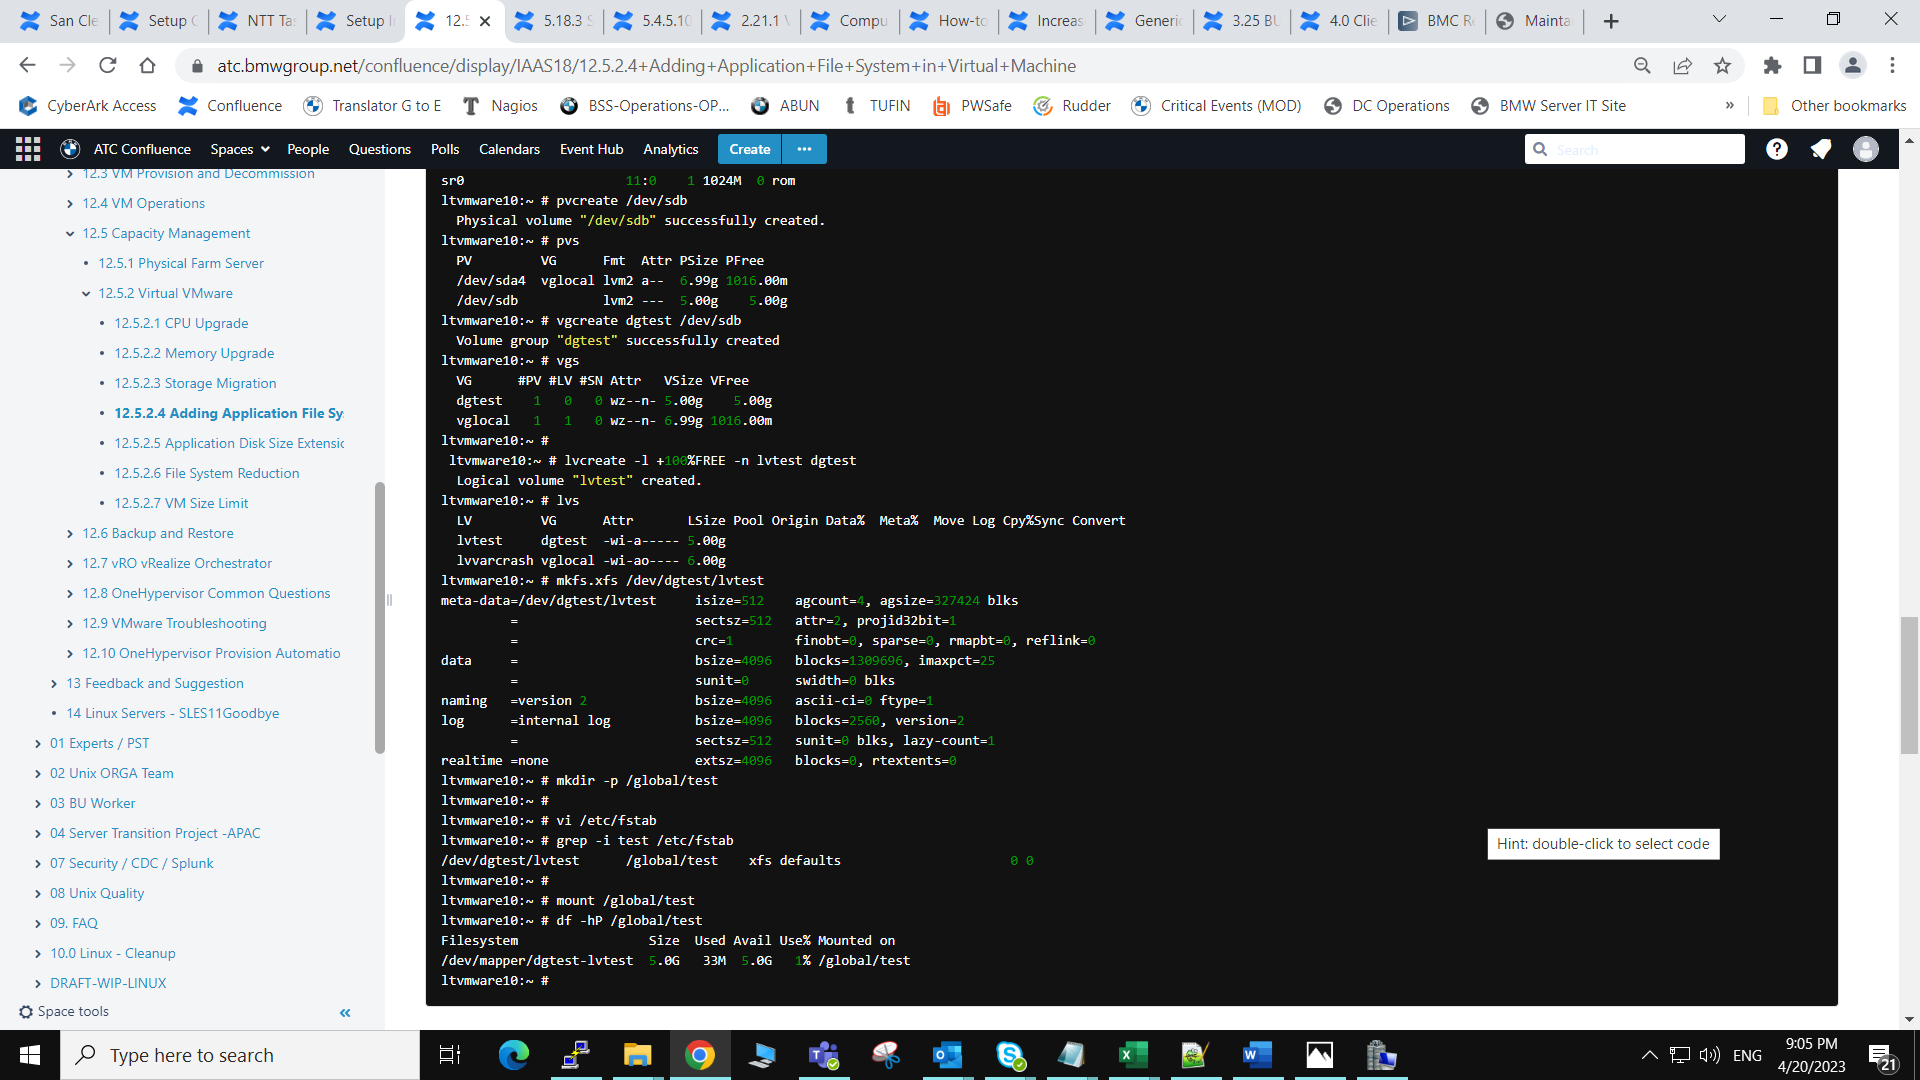 San Cle
Setup C
NTT Tas
Setup In
12.5
5.18.3 S
5.4.5.10
2.21.1 V
Compu
How-to
Increas
Generic
3.25 BU
4.0 Clie
BMC Re
Mainta
atc.bmwgroup.net/confluence/display/IAAS18/12.5.2.4+Adding+Application+File+System+in+Virtual+Machine
CyberArk Access
Confluence
Translator G to E
Nagios
BSS-Operations-OP...
ABUN
TUFIN
PWSafe
Rudder
Critical Events (MOD)
DC Operations
BMW Server IT Site
»
Other bookmarks
ATC Confluence
Spaces
People
Questions
Polls
Calendars
Event Hub
Analytics
Create
Search
12.3 VM Provision and Decommission
12.4 VM Operations
12.5 Capacity Management
12.5.1 Physical Farm Server
12.5.2 Virtual VMware
12.5.2.1 CPU Upgrade
12.5.2.2 Memory Upgrade
12.5.2.3 Storage Migration
12.5.2.4 Adding Application File Sy
12.5.2.5 Application Disk Size Extensic
12.5.2.6 File System Reduction
12.5.2.7 VM Size Limit
12.6 Backup and Restore
12.7 vRO vRealize Orchestrator
12.8 OneHypervisor Common Questions
12.9 VMware Troubleshooting
12.10 OneHypervisor Provision Automatio
13 Feedback and Suggestion
14 Linux Servers - SLES11Goodbye
01 Experts / PST
02 Unix ORGA Team
03 BU Worker
04 Server Transition Project -APAC
07 Security / CDC / Splunk
08 Unix Quality
09. FAQ
10.0 Linux - Cleanup
DRAFT-WIP-LINUX
Space tools
«
sr0 11:0 1 1024M 0 rom
ltvmware10:~ # pvcreate /dev/sdb
Physical volume "/dev/sdb" successfully created.
ltvmware10:~ # pvs
PV VG Fmt Attr PSize PFree
/dev/sda4 vglocal lvm2 a-- 6.99g 1016.00m
/dev/sdb lvm2 --- 5.00g 5.00g
ltvmware10:~ # vgcreate dgtest /dev/sdb
Volume group "dgtest" successfully created
ltvmware10:~ # vgs
VG #PV #LV #SN Attr VSize VFree
dgtest 1 0 0 wz--n- 5.00g 5.00g
vglocal 1 1 0 wz--n- 6.99g 1016.00m
ltvmware10:~ #
ltvmware10:~ # lvcreate -l +100%FREE -n lvtest dgtest
Logical volume "lvtest" created.
ltvmware10:~ # lvs
LV VG Attr LSize Pool Origin Data% Meta% Move Log Cpy%Sync Convert
lvtest dgtest -wi-a----- 5.00g
lvvarcrash vglocal -wi-ao---- 6.00g
ltvmware10:~ # mkfs.xfs /dev/dgtest/lvtest
meta-data=/dev/dgtest/lvtest isize=512 agcount=4, agsize=327424 blks
= sectsz=512 attr=2, projid32bit=1
= crc=1 finobt=0, sparse=0, rmapbt=0, reflink=0
data = bsize=4096 blocks=1309696, imaxpct=25
= sunit=0 swidth=0 blks
naming =version 2 bsize=4096 ascii-ci=0 ftype=1
log =internal log bsize=4096 blocks=2560, version=2
= sectsz=512 sunit=0 blks, lazy-count=1
realtime =none extsz=4096 blocks=0, rtextents=0
ltvmware10:~ # mkdir -p /global/test
ltvmware10:~ #
ltvmware10:~ # vi /etc/fstab
ltvmware10:~ # grep -i test /etc/fstab
/dev/dgtest/lvtest /global/test xfs defaults 0 0
ltvmware10:~ #
ltvmware10:~ # mount /global/test
ltvmware10:~ # df -hP /global/test
Filesystem Size Used Avail Use% Mounted on
/dev/mapper/dgtest-lvtest 5.0G 33M 5.0G 1% /global/test
ltvmware10:~ #
Hint: double-click to select code
Type here to search
ENG
9:05 PM
4/20/2023
21